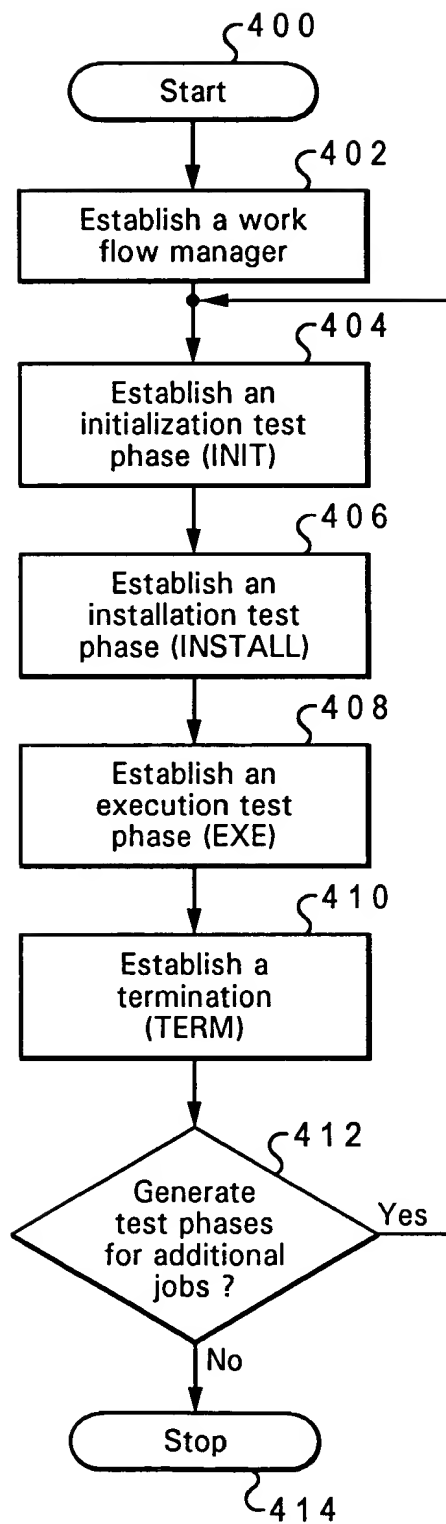 400
Start
402
Establish a work
flow manager
404
Establish an
initialization test
phase (INIT)
406
Establish an
installation test
phase (INSTALL)
408
Establish an
execution test
phase (EXE)
410
Establish a
termination
(TERM)
412
Generate
test phases
for additional
jobs ?
Yes
No
Stop
414